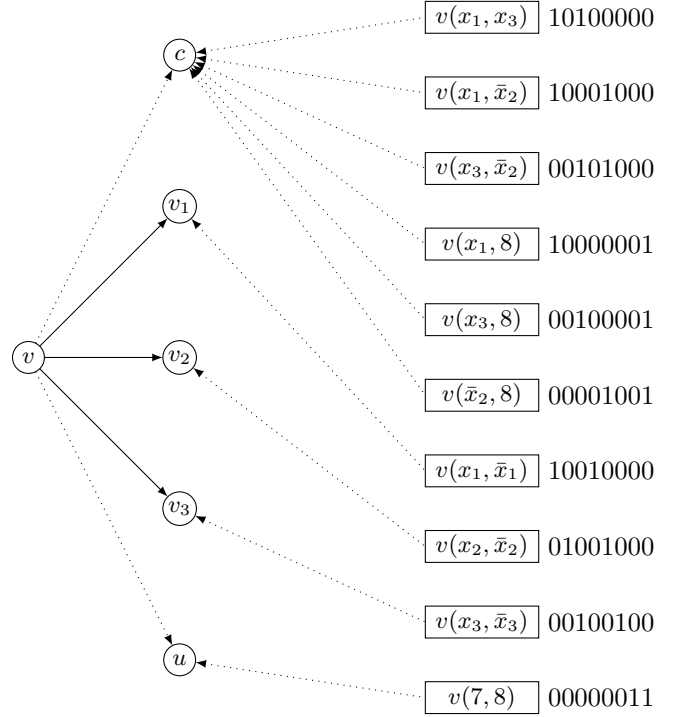 c
v₁
v
v₂
v₃
u
v(x₁, x₃) 10100000
v(x₁, x̄₂) 10001000
v(x₃, x̄₂) 00101000
v(x₁, 8) 10000001
v(x₃, 8) 00100001
v(x̄₂, 8) 00001001
v(x₁, x̄₁) 10010000
v(x₂, x̄₂) 01001000
v(x₃, x̄₃) 00100100
v(7, 8) 00000011